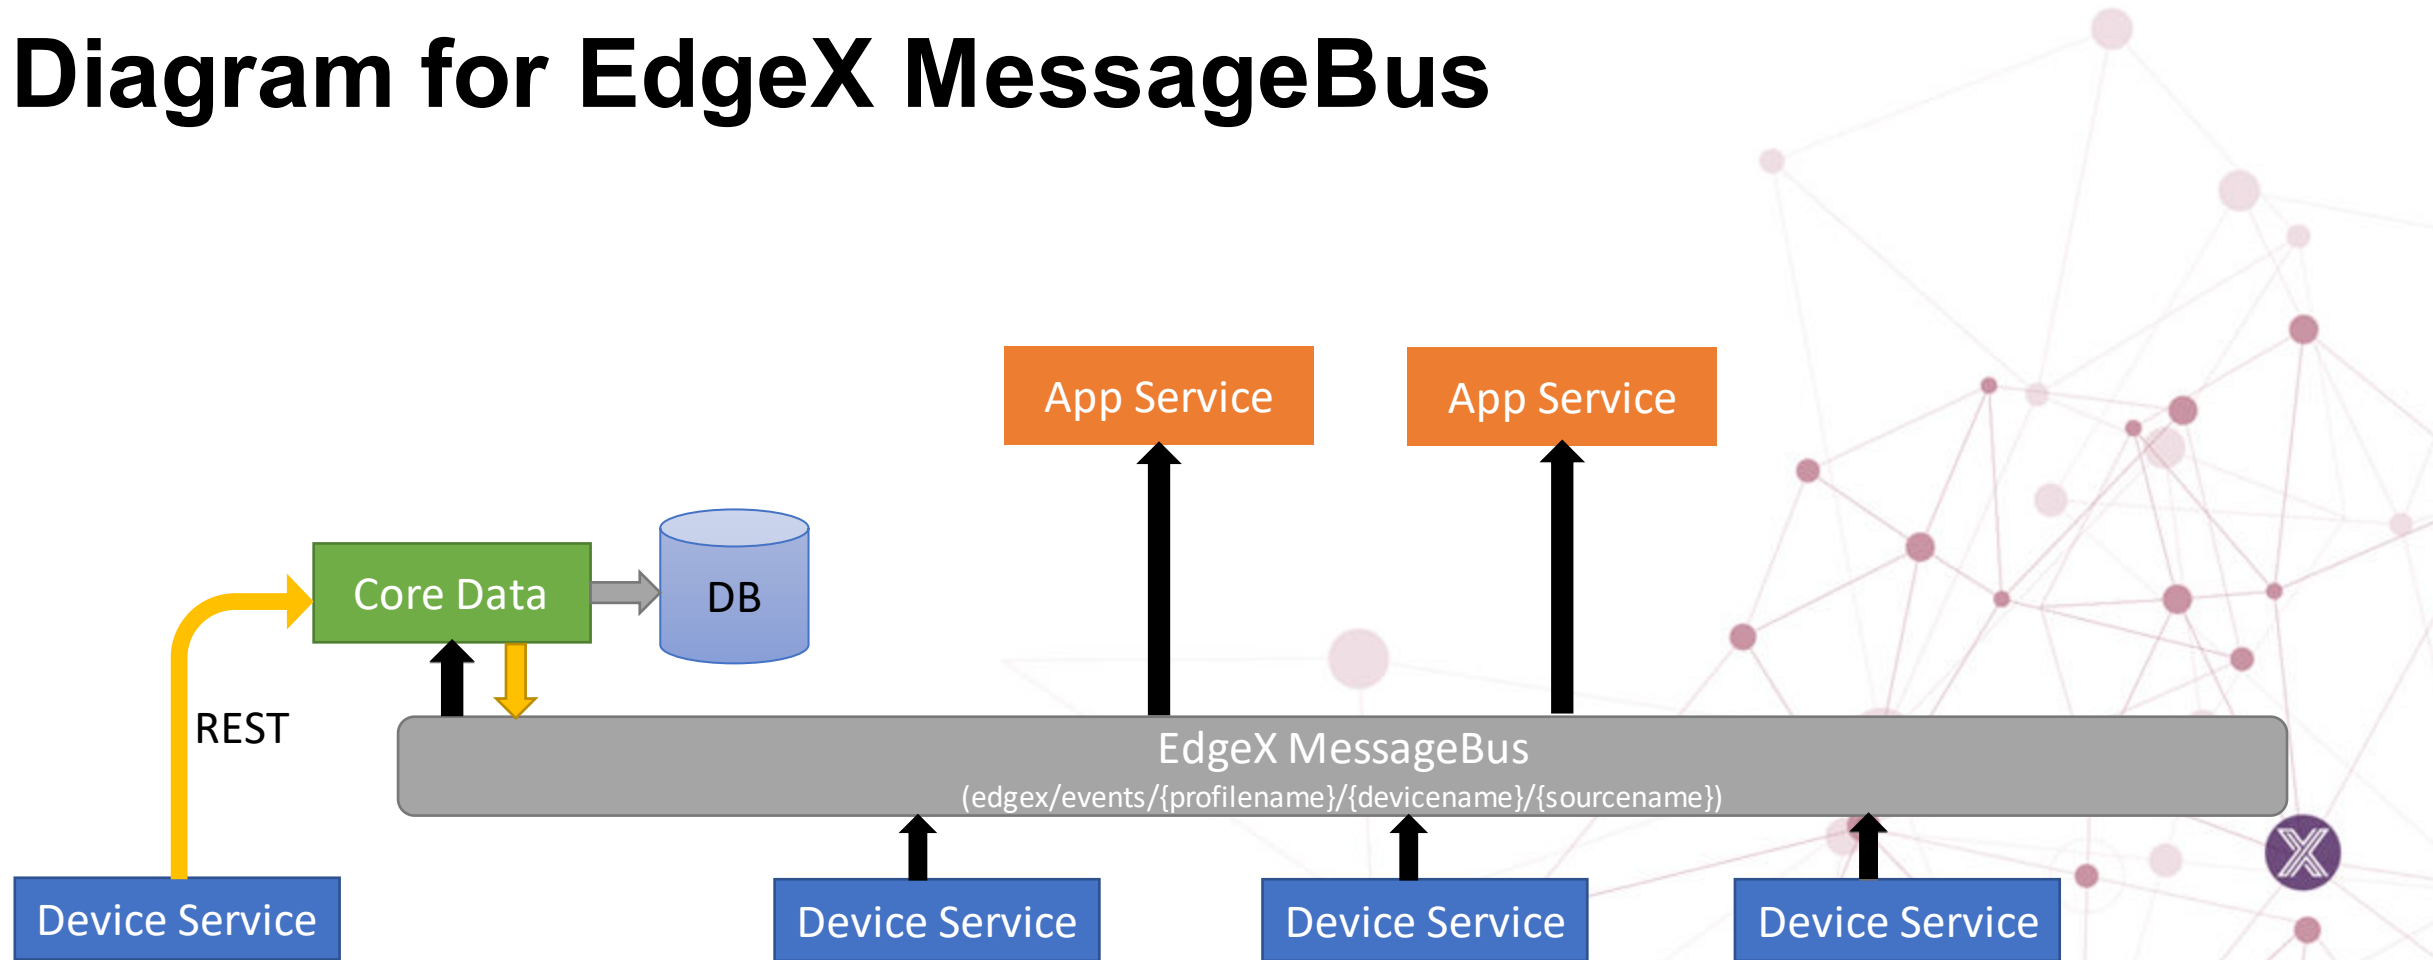 Diagram for EdgeX MessageBus
App Service
App Service
Core Data
DB
REST
EdgeX MessageBus
(edgex/events/{profilename}/{devicename}/{sourcename})
Device Service
Device Service
Device Service
Device Service